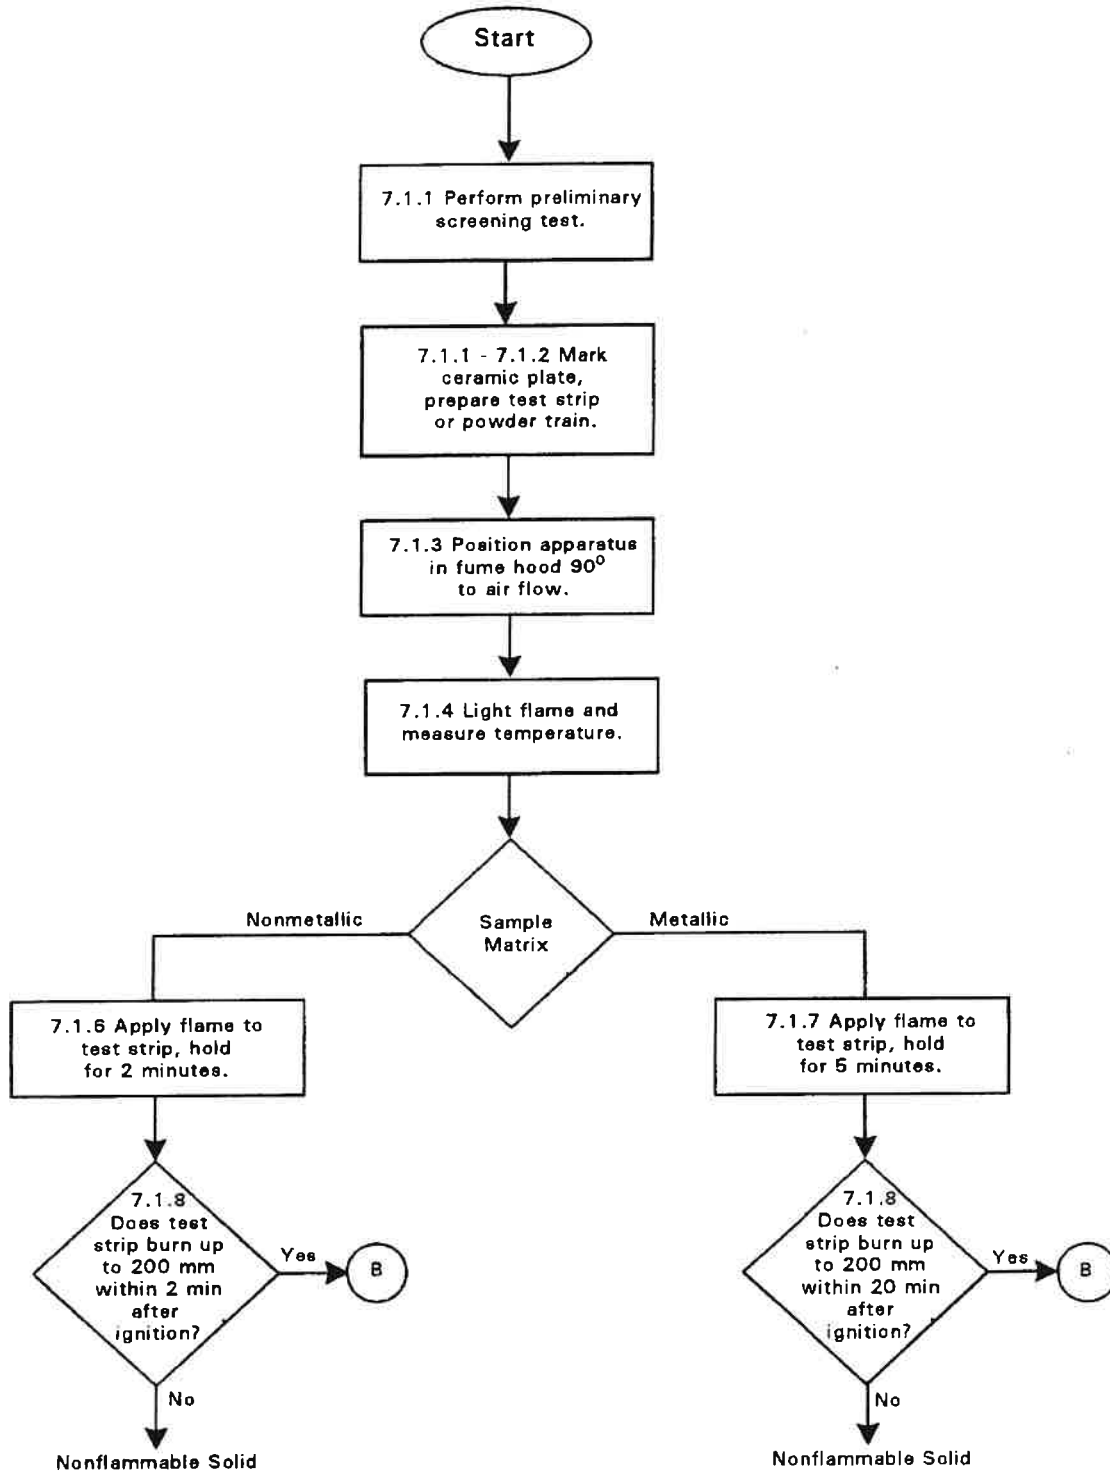 Start
7.1.1 Perform preliminary
screening test.
7.1.1 - 7.1.2 Mark
ceramic plate,
prepare test strip
or powder train.
7.1.3 Position apparatus
in fume hood 90°
to air flow.
7.1.4 Light flame and
measure temperature.
Sample
Matrix
Nonmetallic
Metallic
7.1.6 Apply flame to
test strip, hold
for 2 minutes.
7.1.7 Apply flame to
test strip, hold
for 5 minutes.
7.1.8
Does test
strip burn up
to 200 mm
within 2 min
after
ignition?
Yes
B
No
Nonflammable Solid
7.1.8
Does test
strip burn up
to 200 mm
within 20 min
after
ignition?
Yes
B
No
Nonflammable Solid